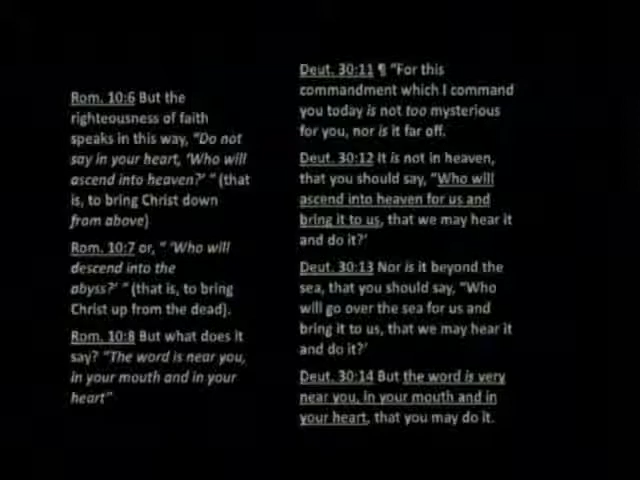 Rom. 10:6 But the
righteousness of faith
speaks in this way, "Do not
say in your heart, 'Who will
ascend into heaven?' " (that
is, to bring Christ down
from above)
Rom. 10:7 or, " 'Who will
descend into the
abyss?' " (that is, to bring
Christ up from the dead).
Rom. 10:8 But what does it
say? "The word is near you,
in your mouth and in your
heart"
Deut. 30:11 ¶ "For this
commandment which I command
you today is not too mysterious
for you, nor is it far off.
Deut. 30:12 It is not in heaven,
that you should say, "Who will
ascend into heaven for us and
bring it to us, that we may hear it
and do it?'
Deut. 30:13 Nor is it beyond the
sea, that you should say, "Who
will go over the sea for us and
bring it to us, that we may hear it
and do it?'
Deut. 30:14 But the word is very
near you, in your mouth and in
your heart, that you may do it.